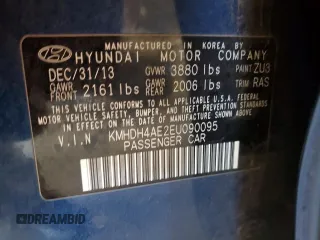 MANUFACTURED IN KOREA BY
HYUNDAI MOTOR COMPANY
DEC/31/13 GVWR 3880 lbs PAINT ZU3
GAWR FRONT 2161 lbs GAWR REAR 2006 lbs TRIM RAS
THIS VEHICLE CONFORMS TO ALL APPLICABLE
FEDERAL MOTOR VEHICLE SAFETY, BUMPER,
AND THEFT PREVENTION STANDARDS IN EFFECT
ON THE DATE OF MANUFACTURE SHOWN ABOVE.
V.I.N KMHDH4AE2EU090095
PASSENGER CAR
DREAMBID